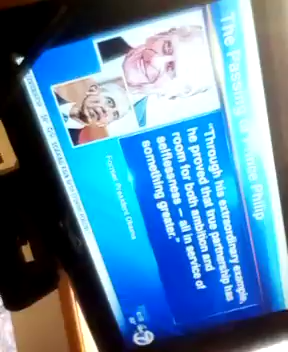 The Passing of Prince Philip
"Through his extraordinary example,
he proved that true partnership has
room for both ambition and
selflessness – all in service of
something greater."
Former President Obama
7